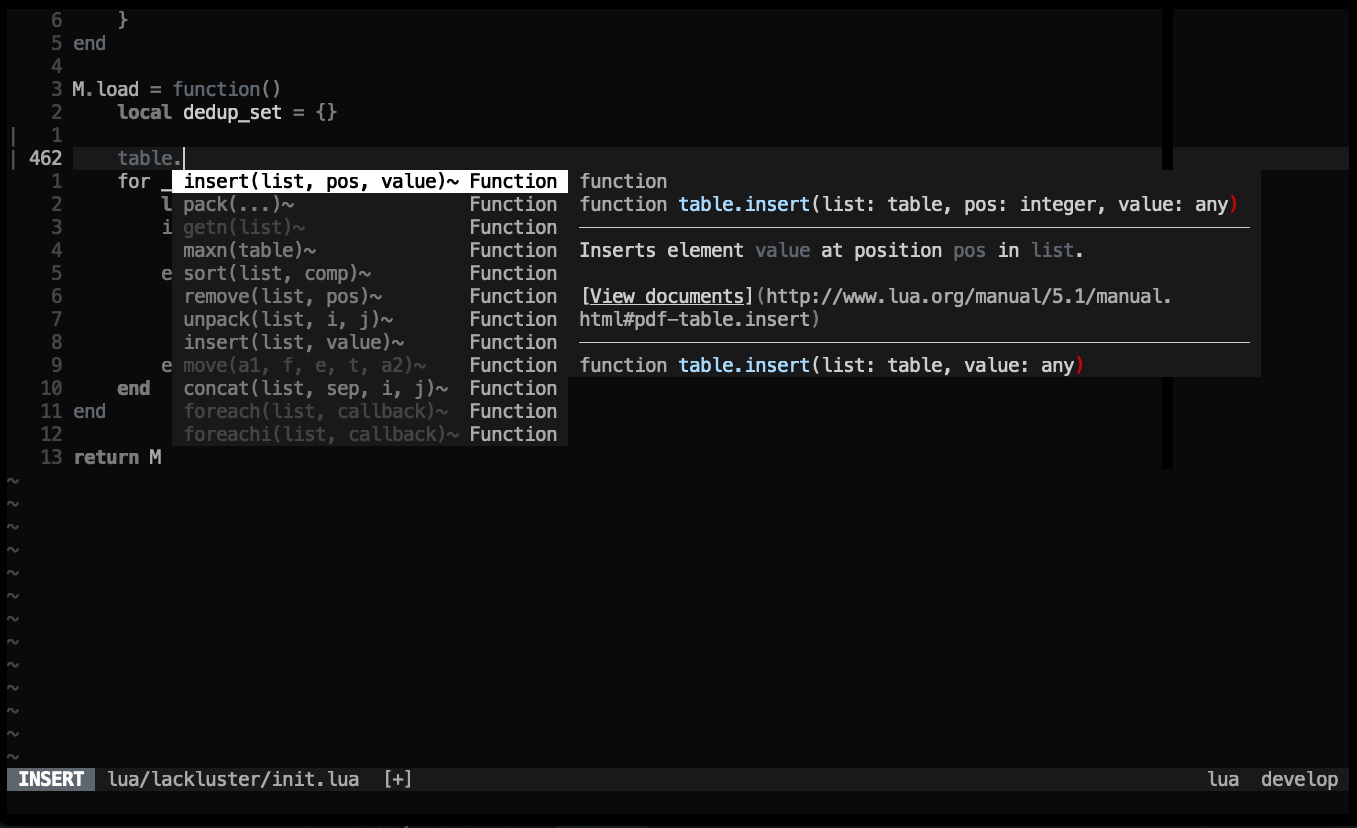 6     }
5 end
4
3 M.load = function()
2     local dedup_set = {}
1
462     table.
1     for _ insert(list, pos, value)~ Function function
2         l pack(...)~ Function function table.insert(list: table, pos: integer, value: any)
3         i getn(list)~ Function
4         maxn(table)~ Function Inserts element value at position pos in list.
5         e sort(list, comp)~ Function
6         remove(list, pos)~ Function [View documents](http://www.lua.org/manual/5.1/manual.
7         unpack(list, i, j)~ Function html#pdf-table.insert)
8         insert(list, value)~ Function
9         e move(a1, f, e, t, a2)~ Function function table.insert(list: table, value: any)
10     end concat(list, sep, i, j)~ Function
11 end foreach(list, callback)~ Function
12 foreachi(list, callback)~ Function
13 return M
~
~
~
~
~
~
~
~
~
~
~
~
~
INSERT lua/lackluster/init.lua [+] lua develop